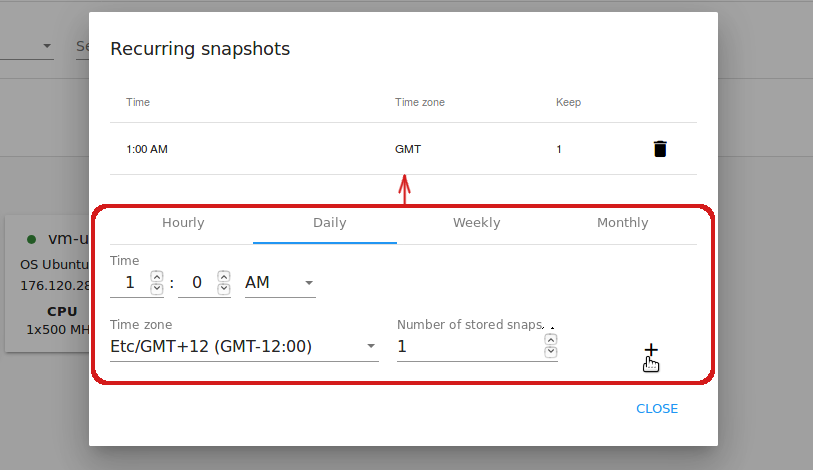 Se
Recurring snapshots
Time Time zone Keep
1:00 AM GMT 1
Hourly Daily Weekly Monthly
vm-u
OS Ubuntu
176.120.28
CPU
1x500 MH
Time
1 : 0 AM
Time zone Number of stored snaps
Etc/GMT+12 (GMT-12:00) 1 +
CLOSE